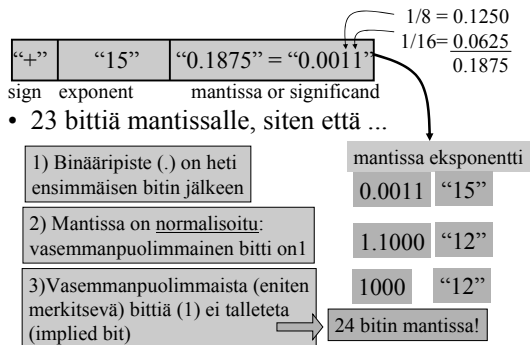 1/8 = 0.1250
1/16= 0.0625
0.1875
“+” “15” “0.1875” = “0.0011”
sign exponent mantissa or significand
• 23 bittiä mantissalle, siten että ...
1) Binääripiste (.) on heti
ensimmäisen bitin jälkeen
2) Mantissa on normalisoitu:
vasemmanpuolimmainen bitti on1
3)Vasemmanpuolimmaista (eniten
merkitsevä) bittiä (1) ei talleteta
(implied bit)
mantissa eksponentti
0.0011 “15”
1.1000 “12”
1000 “12”
24 bitin mantissa!